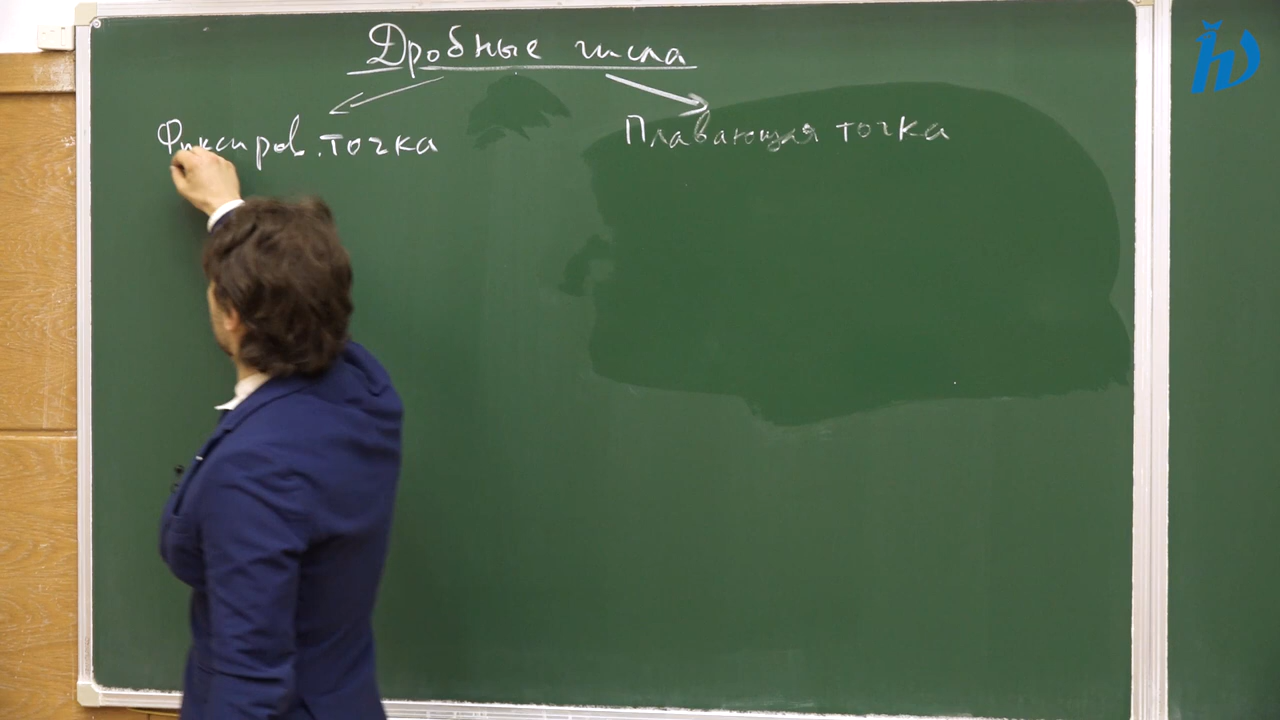 Дробные числа
Фиксиров. точка
Плавающая точка